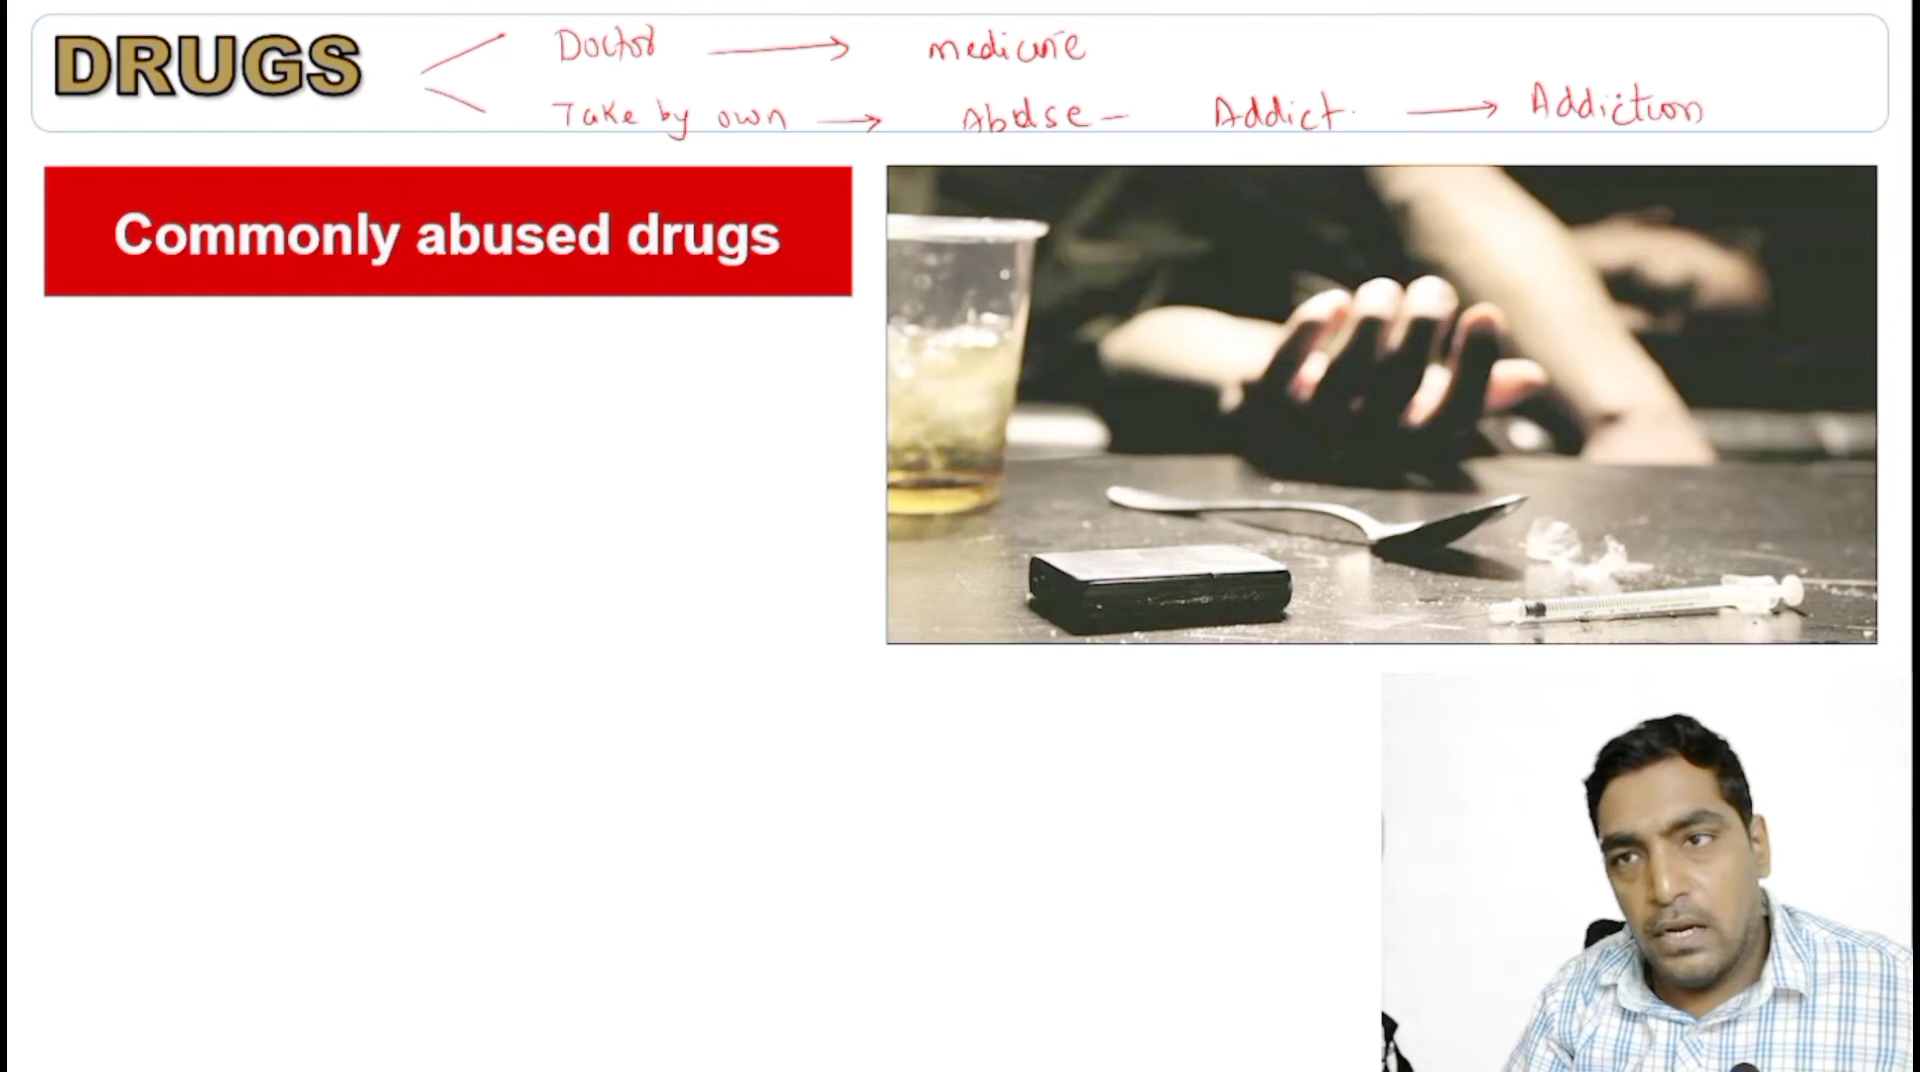 DRUGS
Doctor → medicine
Take by own → Abuse - Addict. → Addiction
Commonly abused drugs